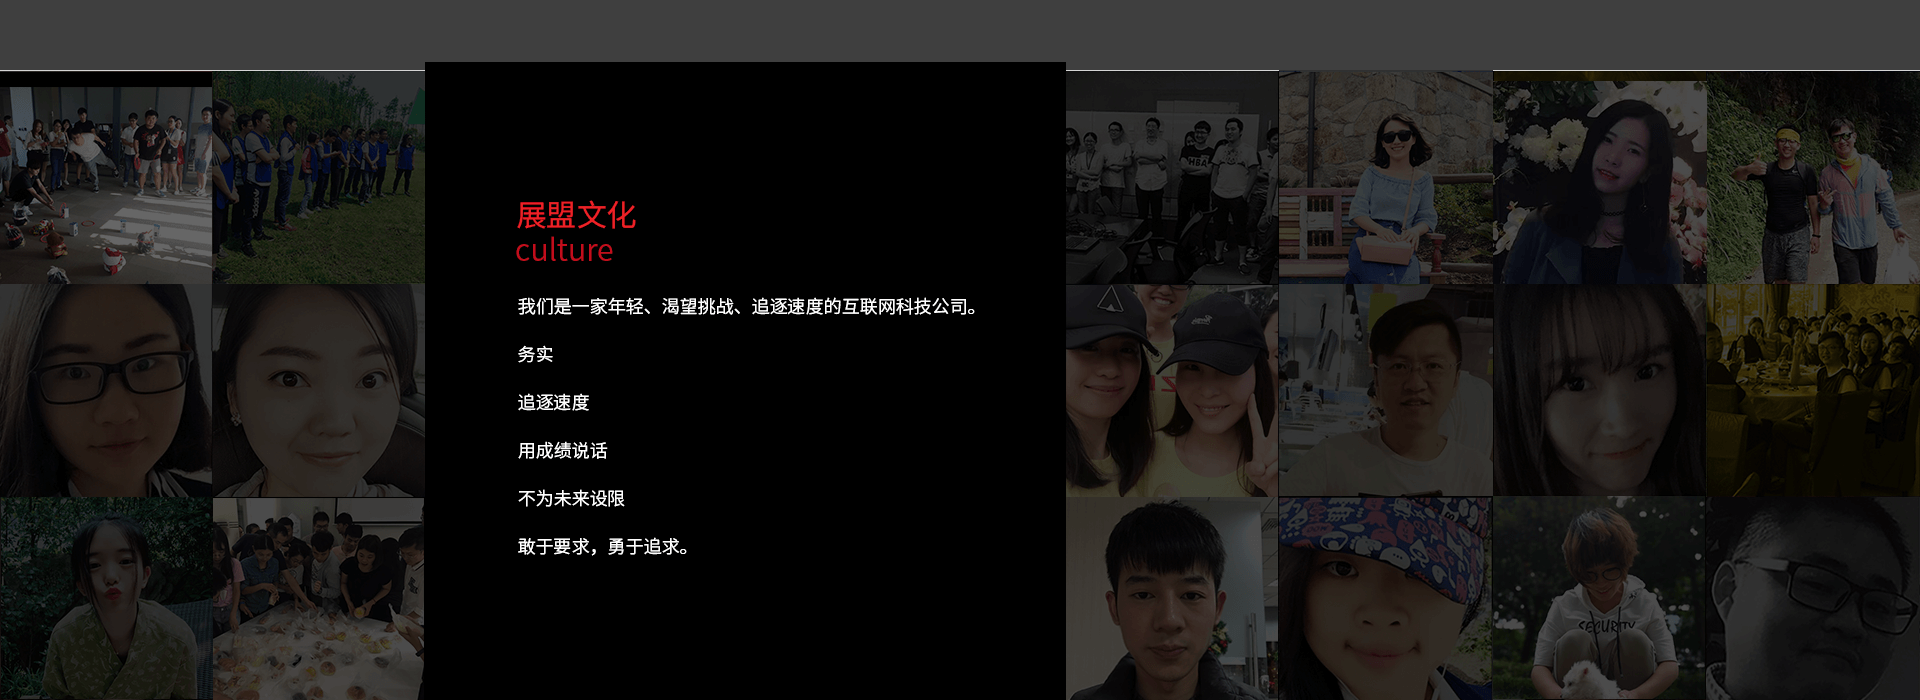 展盟文化
culture
我们是一家年轻、渴望挑战、追逐速度的互联网科技公司。
务实
追逐速度
用成绩说话
不为未来设限
敢于要求，勇于追求。
HBA
SECURITY